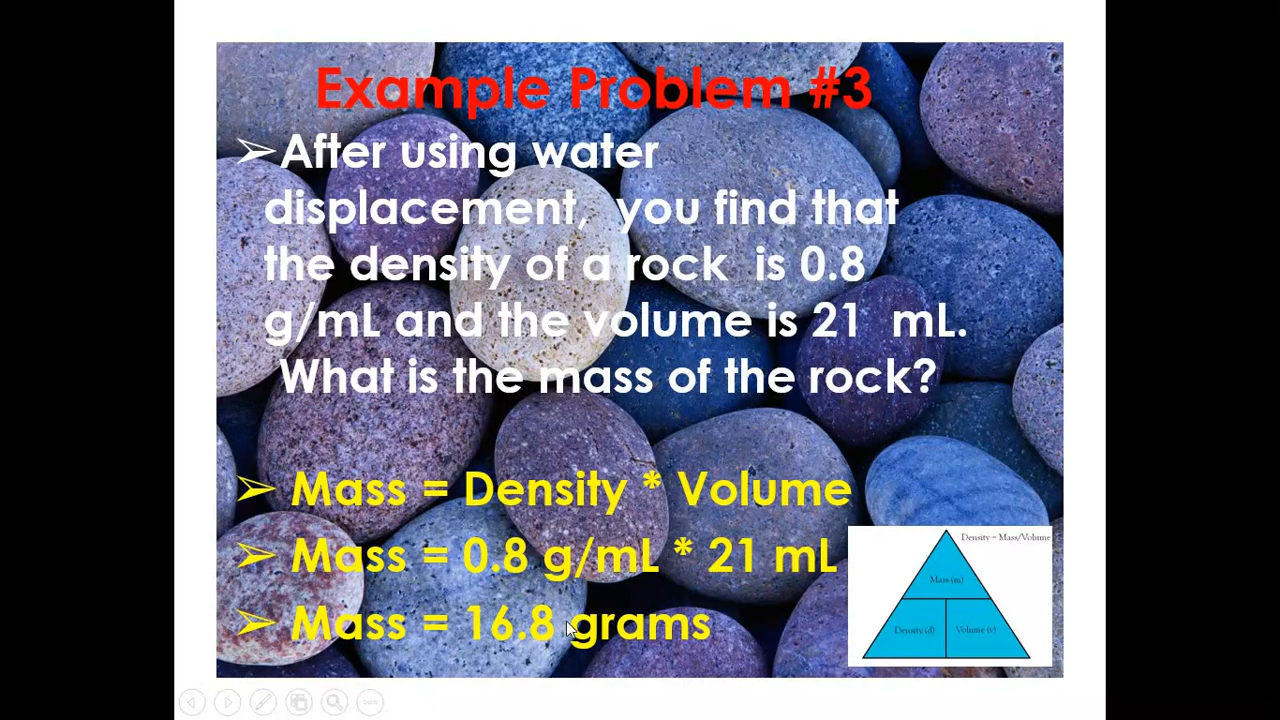 Example Problem #3
➢After using water
displacement, you find that
the density of a rock is 0.8
g/mL and the volume is 21 mL.
What is the mass of the rock?
➢ Mass = Density * Volume
➢ Mass = 0.8 g/mL * 21 mL
➢ Mass = 16.8 grams
Density = Mass/Volume
Mass (m)
Density (d)
Volume (v)